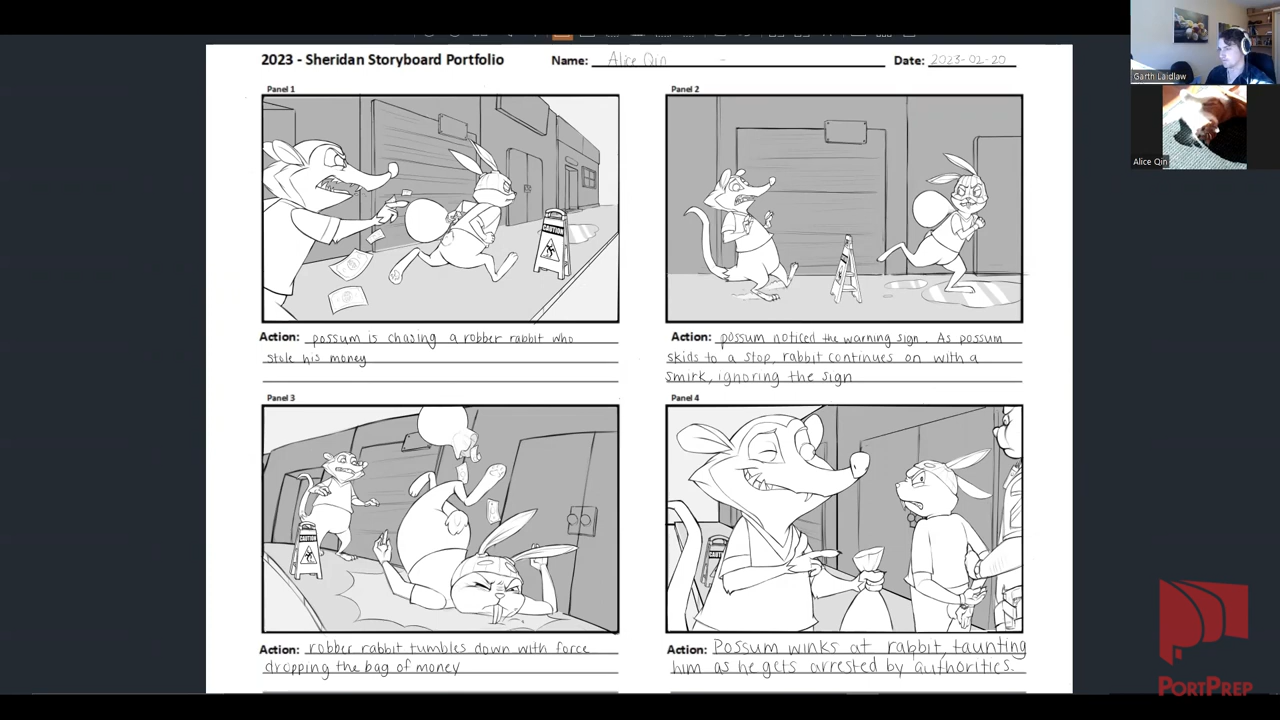 2023 - Sheridan Storyboard Portfolio Name: Alice Qin Date: 2023-02-20
Garth Laidlaw
Alice Qin
Panel 1
Panel 2
CAUTION
Action: possum is chasing a robber rabbit who
stole his money
Action: possum noticed the warning sign. As possum
skids to a stop, rabbit continues on with a
smirk, ignoring the sign
Panel 3
Panel 4
CAUTION
Action: robber rabbit tumbles down with force
dropping the bag of money
Action: Possum winks at rabbit, taunting
him as he gets arrested by authorities.
PORTPREP